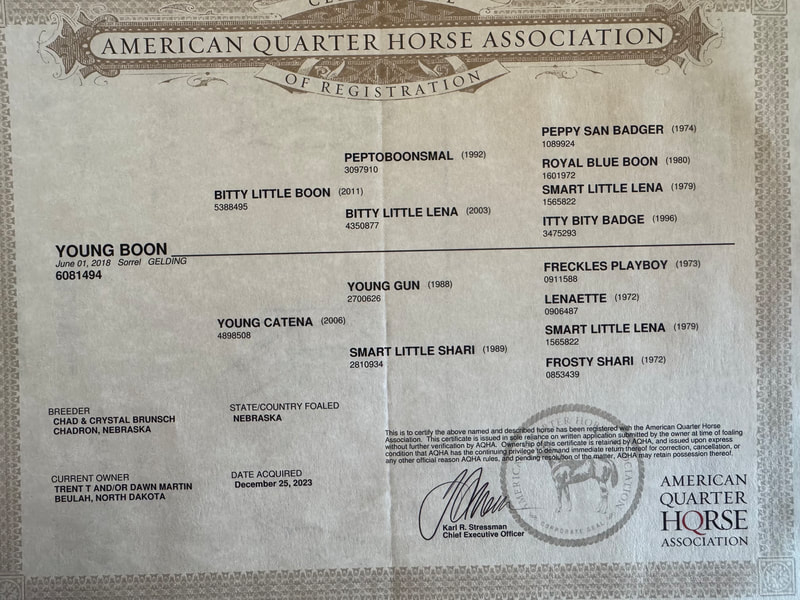 AMERICAN QUARTER HORSE ASSOCIATION
OF REGISTRATION
PEPPY SAN BADGER (1974)
1089924
PEPTOBOONSMAL (1992)
3097910
ROYAL BLUE BOON (1980)
1601972
BITTY LITTLE BOON (2011)
5388495
SMART LITTLE LENA (1979)
1565822
BITTY LITTLE LENA (2003)
4350877
ITTY BITY BADGE (1996)
3475293
YOUNG BOON
June 01, 2018 Sorrel GELDING
6081494
FRECKLES PLAYBOY (1973)
0911588
YOUNG GUN (1988)
2700626
LENAETTE (1972)
0906487
YOUNG CATENA (2006)
4898508
SMART LITTLE LENA (1979)
1565822
SMART LITTLE SHARI (1989)
2810934
FROSTY SHARI (1972)
0853439
BREEDER
CHAD & CRYSTAL BRUNSCH
CHADRON, NEBRASKA
STATE/COUNTRY FOALED
NEBRASKA
CURRENT OWNER
TRENT T AND/OR DAWN MARTIN
BEULAH, NORTH DAKOTA
DATE ACQUIRED
December 25, 2023
This is to certify the above named and described horse has been registered with the American Quarter Horse
Association. This certificate is issued in sole reliance on written application submitted by the owner at time of foaling
without further verification by AQHA. Ownership of this certificate is retained by AQHA, and issued upon express
condition that AQHA has the continuing privilege to demand immediate return thereof for correction, cancellation, or
any other official reason AQHA rules, and pending resolution of the matter, AQHA may retain possession thereof.
Karl R. Stressman
Chief Executive Officer
CORPORATE SEAL
AMERICAN
QUARTER
HORSE
ASSOCIATION